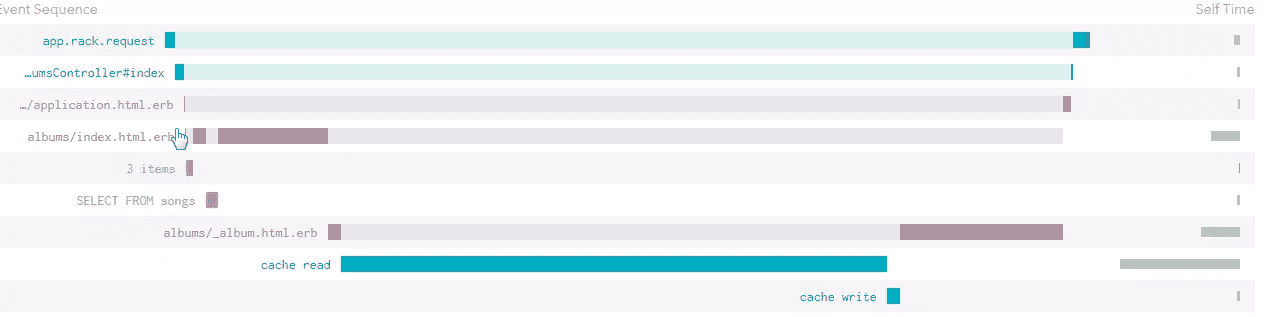 Event Sequence Self Time
app.rack.request
…umsController#index
…/application.html.erb
albums/index.html.erb
3 items
SELECT FROM songs
albums/_album.html.erb
cache read
cache write